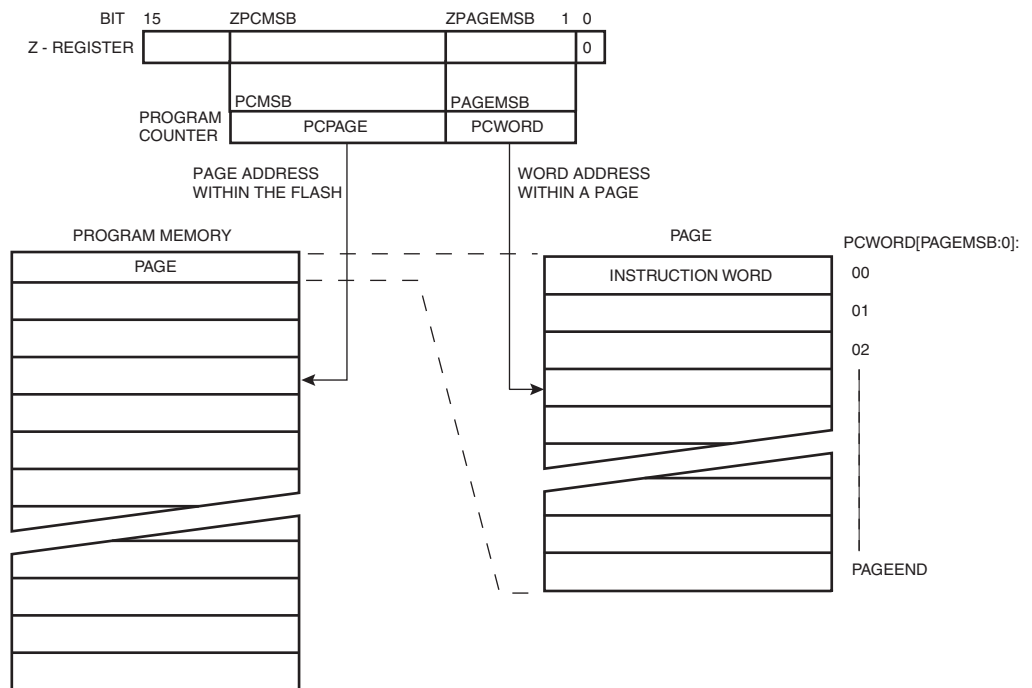 BIT 15 ZPCMSB ZPAGEMSB 1 0
Z - REGISTER 0
PCMSB PAGEMSB
PROGRAM
COUNTER
PCPAGE PCWORD
PAGE ADDRESS
WITHIN THE FLASH
WORD ADDRESS
WITHIN A PAGE
PROGRAM MEMORY
PAGE
PAGE
PCWORD[PAGEMSB:0]:
INSTRUCTION WORD
00
01
02
PAGEEND